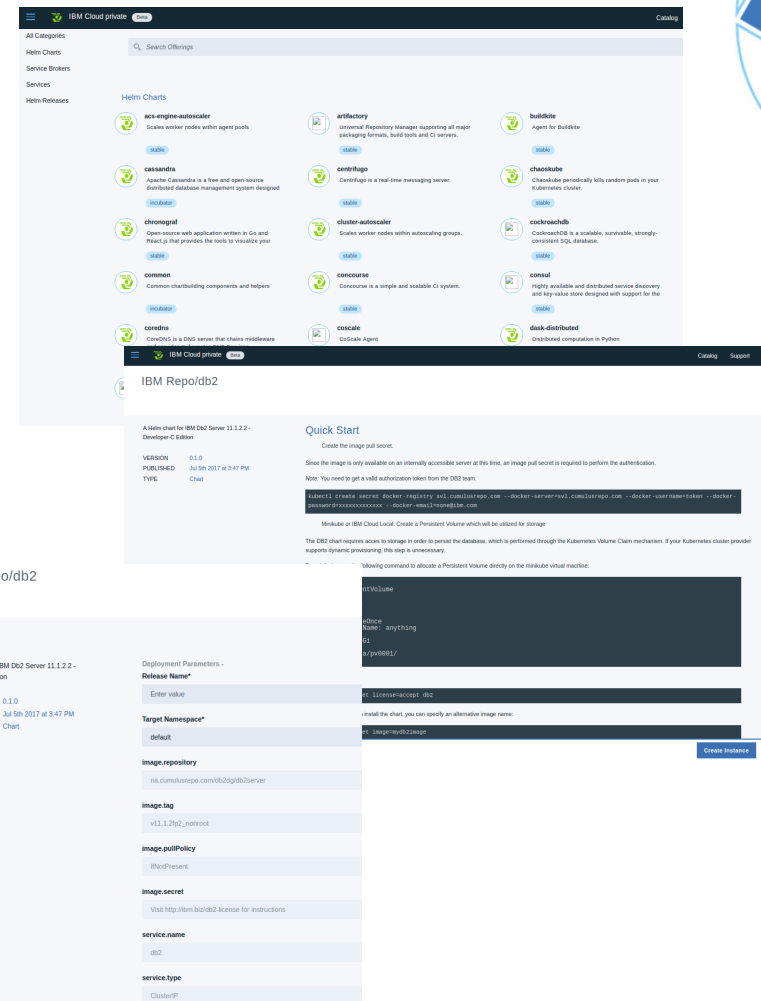 IBM Cloud private Beta Catalog
All Categories
Helm Charts
Service Brokers
Services
Helm Releases
Search Offerings
Helm Charts
acs-engine-autoscaler
Scales worker nodes within agent pools
stable
artifactory
Universal Repository Manager supporting all major
packaging formats, build tools and CI servers.
stable
buildkite
Agent for Buildkite
stable
cassandra
Apache Cassandra is a free and open-source
distributed database management system designed
incubator
centrifugo
Centrifugo is a real-time messaging server.
stable
chaoskube
Chaoskube periodically kills random pods in your
Kubernetes cluster.
stable
chronograf
Open-source web application written in Go and
React.js that provides the tools to visualize your
stable
cluster-autoscaler
Scales worker nodes within autoscaling groups.
stable
cockroachdb
CockroachDB is a scalable, survivable, strongly-
consistent SQL database.
stable
common
Common chartbuilding components and helpers
incubator
concourse
Concourse is a simple and scalable CI system.
stable
consul
Highly available and distributed service discovery
and key-value store designed with support for the
stable
coredns
CoreDNS is a DNS server that chains middleware
coscale
CoScale Agent
dask-distributed
Distributed computation in Python
IBM Cloud private Beta Catalog Support
IBM Repo/db2
A Helm chart for IBM Db2 Server 11.1.2.2 -
Developer-C Edition
VERSION 0.1.0
PUBLISHED Jul 5th 2017 at 3:47 PM
TYPE Chart
Quick Start
Create the image pull secret.
Since the image is only available on an internally accessible server at this time, an image pull secret is required to perform the authentication.
Note: You need to get a valid authorization token from the DB2 team.
kubectl create secret docker-registry svl.cumulusrepo.com --docker-server=svl.cumulusrepo.com --docker-username=token --docker-
password=xxxxxxxxxxxxx --docker-email=none@ibm.com
Minikube or IBM Cloud Local: Create a Persistent Volume which will be utilized for storage
The DB2 chart requires acces to storage in order to persist the database, which is performed through the Kubernetes Volume Claim mechanism. If your Kubernetes cluster provider
supports dynamic provisioning, this step is unnecessary.
following command to allocate a Persistent Volume directly on the minikube virtual machine:
ntVolume
eOnce
Name: anything
Gi
a/pv0001/
et license=accept db2
install the chart, you can specify an alternative image name:
et image=mydb2image
Create Instance
o/db2
BM Db2 Server 11.1.2.2 -
on
0.1.0
Jul 5th 2017 at 3:47 PM
Chart
Deployment Parameters -
Release Name*
Enter value
Target Namespace*
default
image.repository
na.cumulusrepo.com/db2dg/db2server
image.tag
v11.1.2fp2_nonroot
image.pullPolicy
IfNotPresent
image.secret
Visit http://ibm.biz/db2-license for instructions
service.name
db2
service.type
ClusterIP